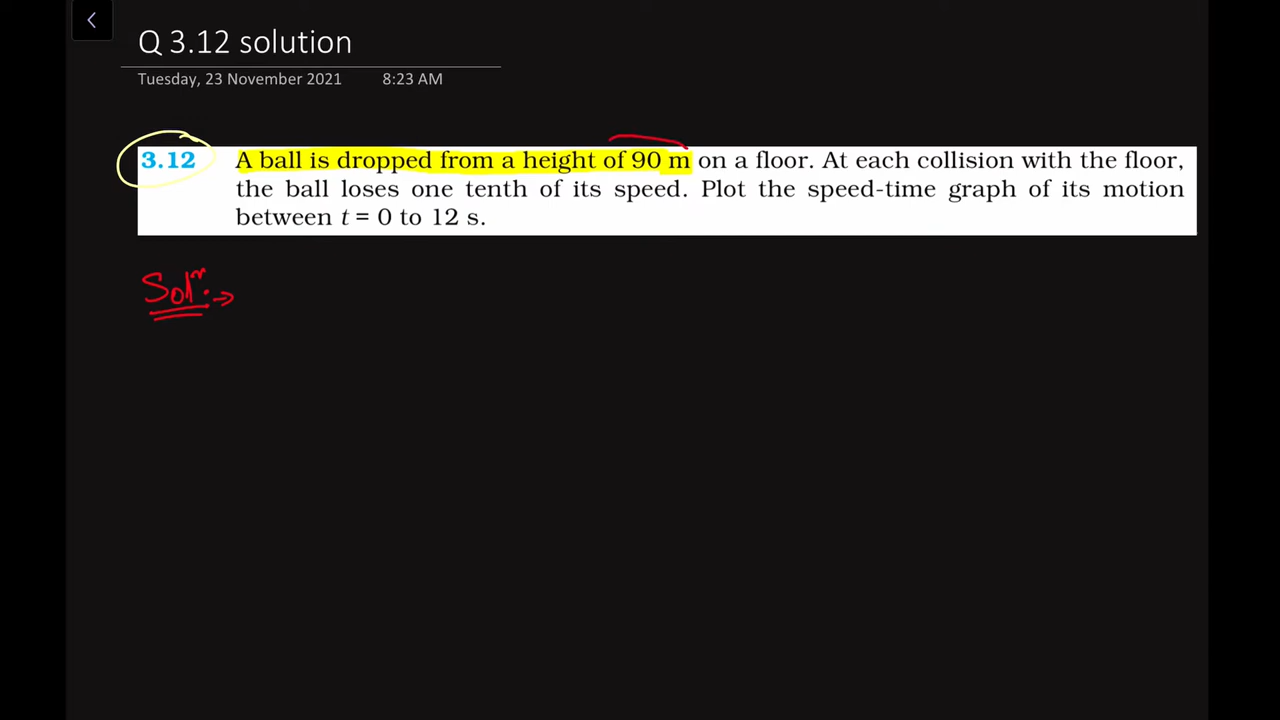 Q 3.12 solution
Tuesday, 23 November 2021 8:23 AM
3.12 A ball is dropped from a height of 90 m on a floor. At each collision with the floor,
the ball loses one tenth of its speed. Plot the speed-time graph of its motion
between t = 0 to 12 s.
Solⁿ. →